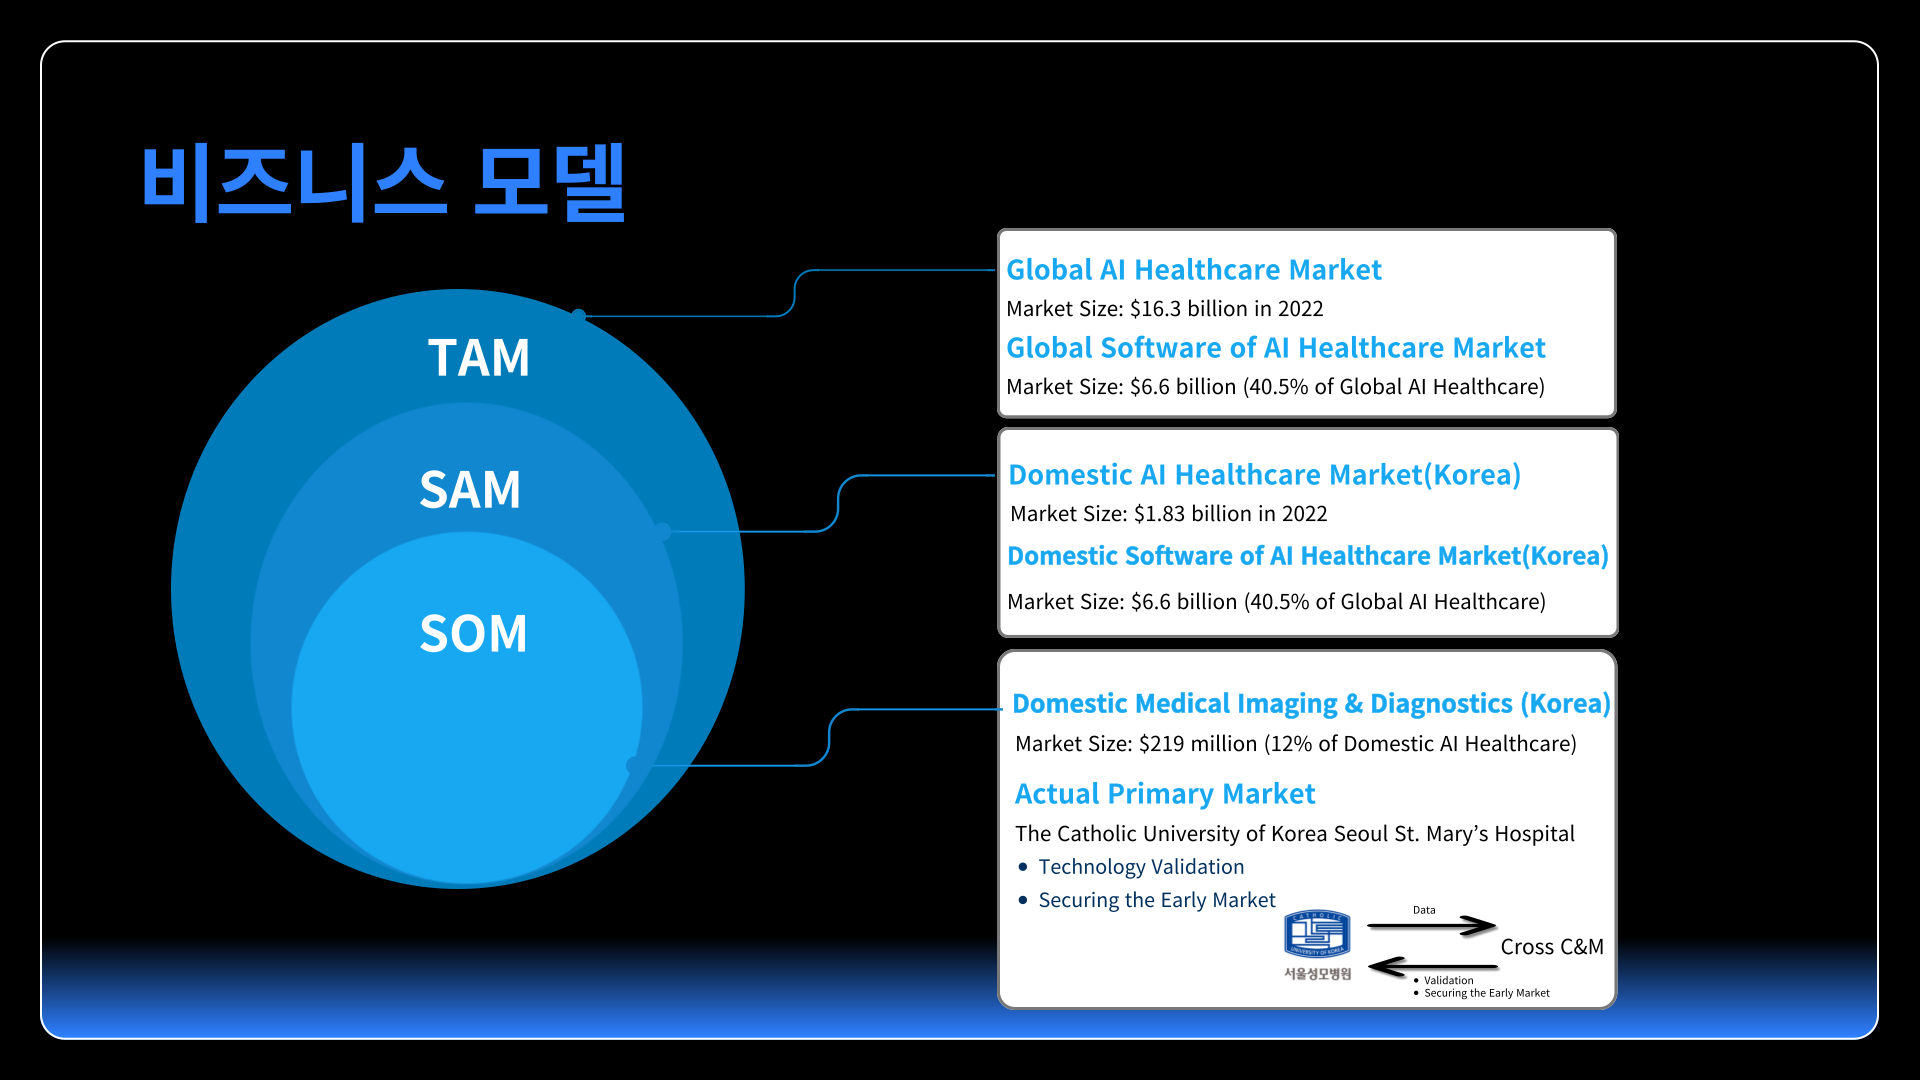 비즈니스 모델
TAM
SAM
SOM
Global AI Healthcare Market
Market Size: $16.3 billion in 2022
Global Software of AI Healthcare Market
Market Size: $6.6 billion (40.5% of Global AI Healthcare)
Domestic AI Healthcare Market(Korea)
Market Size: $1.83 billion in 2022
Domestic Software of AI Healthcare Market(Korea)
Market Size: $6.6 billion (40.5% of Global AI Healthcare)
Domestic Medical Imaging & Diagnostics (Korea)
Market Size: $219 million (12% of Domestic AI Healthcare)
Actual Primary Market
The Catholic University of Korea Seoul St. Mary’s Hospital
• Technology Validation
• Securing the Early Market
CATHOLIC
UNIVERSITY OF KOREA
서울성모병원
Data
Cross C&M
• Validation
• Securing the Early Market